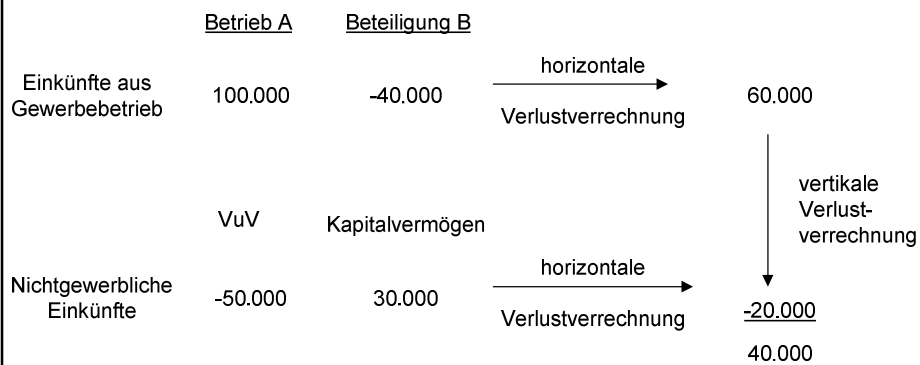 Betrieb A Beteiligung B
horizontale
Einkünfte aus
Gewerbebetrieb
100.000 -40.000 60.000
Verlustverrechnung
vertikale
Verlust-
verrechnung
VuV Kapitalvermögen
horizontale
Nichtgewerbliche
Einkünfte
-50.000 30.000
Verlustverrechnung
-20.000
40.000